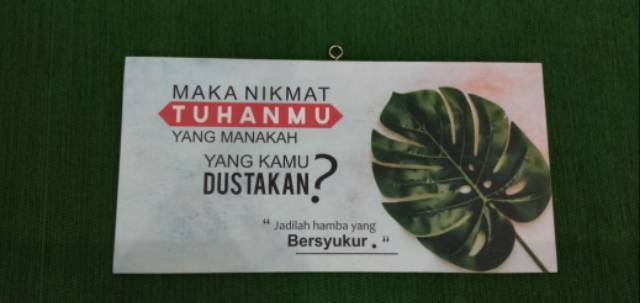 MAKA NIKMAT
TUHANMU
YANG MANAKAH
YANG KAMU
DUSTAKAN?
“ Jadilah hamba yang
Bersyukur . ”